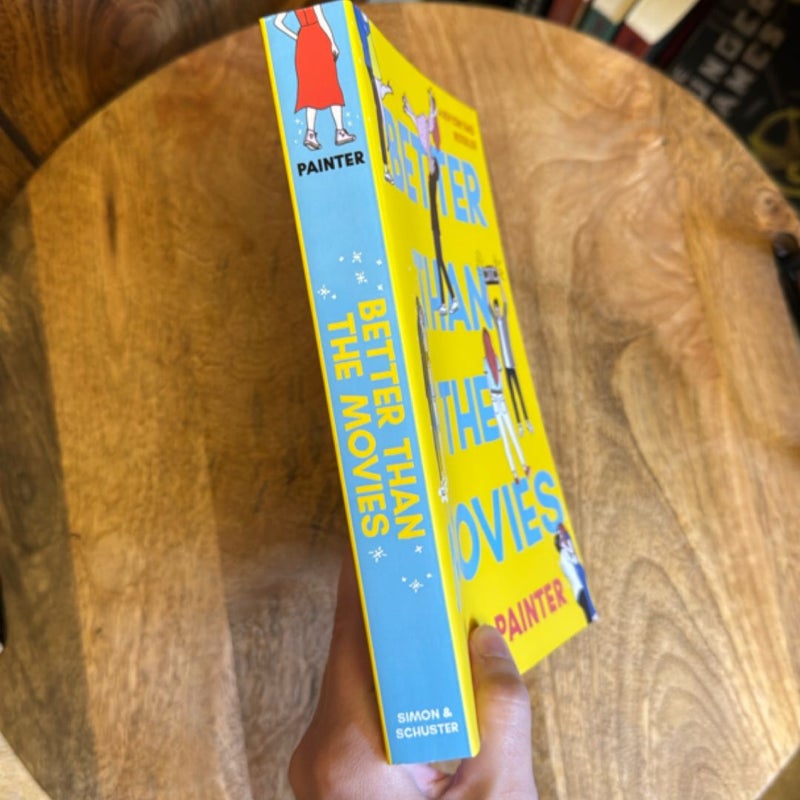 PAINTER
BETTER THAN
THE MOVIES
SIMON &
SCHUSTER
BETTER
THAN
THE
MOVIES
PAINTER